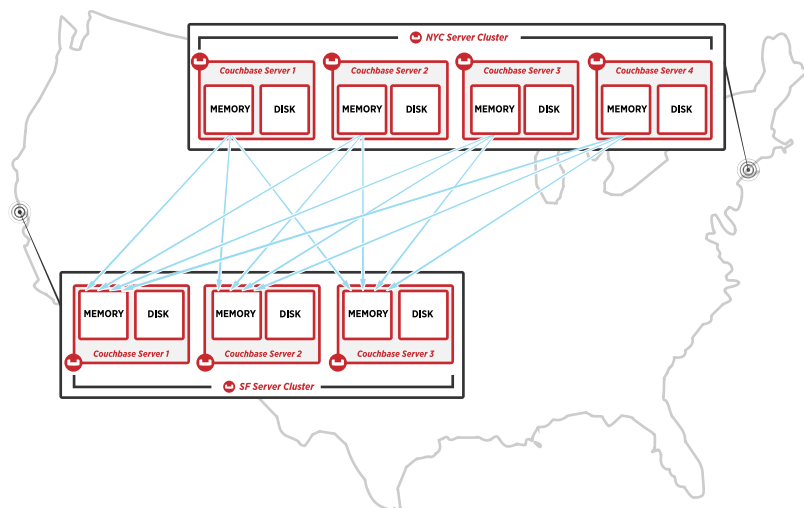 NYC Server Cluster
Couchbase Server 1 Couchbase Server 2 Couchbase Server 3 Couchbase Server 4
MEMORY DISK MEMORY DISK MEMORY DISK MEMORY DISK
MEMORY DISK MEMORY DISK MEMORY DISK
Couchbase Server 1 Couchbase Server 2 Couchbase Server 3
SF Server Cluster